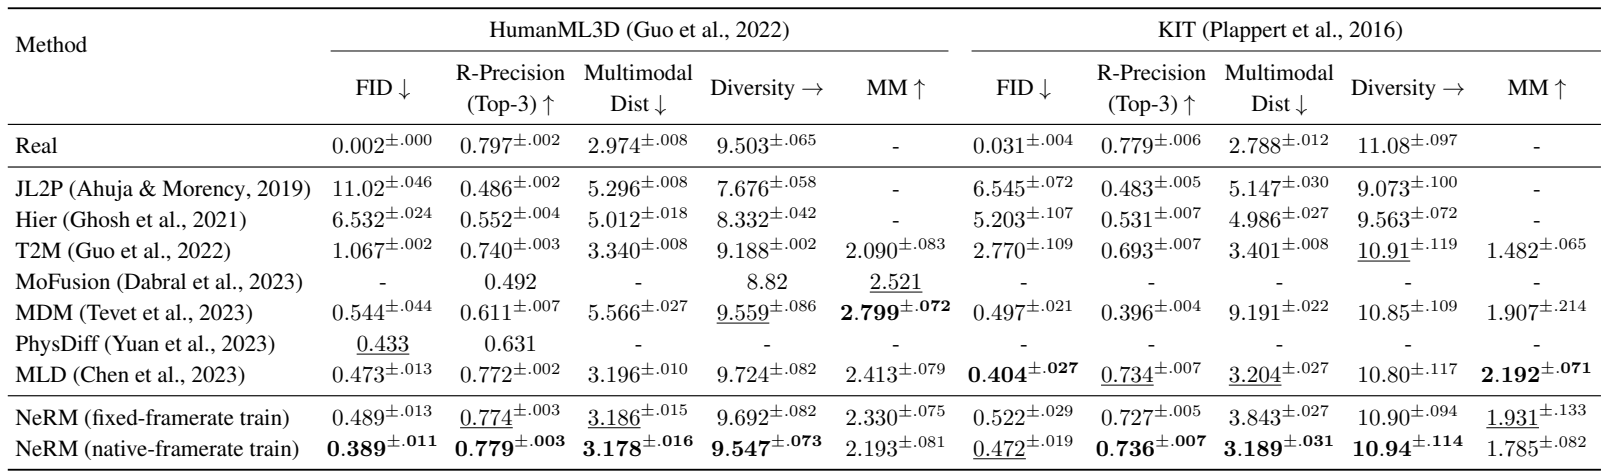 Method HumanML3D (Guo et al., 2022) KIT (Plappert et al., 2016)
FID ↓ R-Precision (Top-3) ↑ Multimodal Dist ↓ Diversity → MM ↑ FID ↓ R-Precision (Top-3) ↑ Multimodal Dist ↓ Diversity → MM ↑
Real 0.002±.000 0.797±.002 2.974±.008 9.503±.065 - 0.031±.004 0.779±.006 2.788±.012 11.08±.097 -
JL2P (Ahuja & Morency, 2019) 11.02±.046 0.486±.002 5.296±.008 7.676±.058 - 6.545±.072 0.483±.005 5.147±.030 9.073±.100 -
Hier (Ghosh et al., 2021) 6.532±.024 0.552±.004 5.012±.018 8.332±.042 - 5.203±.107 0.531±.007 4.986±.027 9.563±.072 -
T2M (Guo et al., 2022) 1.067±.002 0.740±.003 3.340±.008 9.188±.002 2.090±.083 2.770±.109 0.693±.007 3.401±.008 10.91±.119 1.482±.065
MoFusion (Dabral et al., 2023) - 0.492 - 8.82 2.521 - - - - -
MDM (Tevet et al., 2023) 0.544±.044 0.611±.007 5.566±.027 9.559±.086 2.799±.072 0.497±.021 0.396±.004 9.191±.022 10.85±.109 1.907±.214
PhysDiff (Yuan et al., 2023) 0.433 0.631 - - - - - - - -
MLD (Chen et al., 2023) 0.473±.013 0.772±.002 3.196±.010 9.724±.082 2.413±.079 0.404±.027 0.734±.007 3.204±.027 10.80±.117 2.192±.071
NeRM (fixed-framerate train) 0.489±.013 0.774±.003 3.186±.015 9.692±.082 2.330±.075 0.522±.029 0.727±.005 3.843±.027 10.90±.094 1.931±.133
NeRM (native-framerate train) 0.389±.011 0.779±.003 3.178±.016 9.547±.073 2.193±.081 0.472±.019 0.736±.007 3.189±.031 10.94±.114 1.785±.082